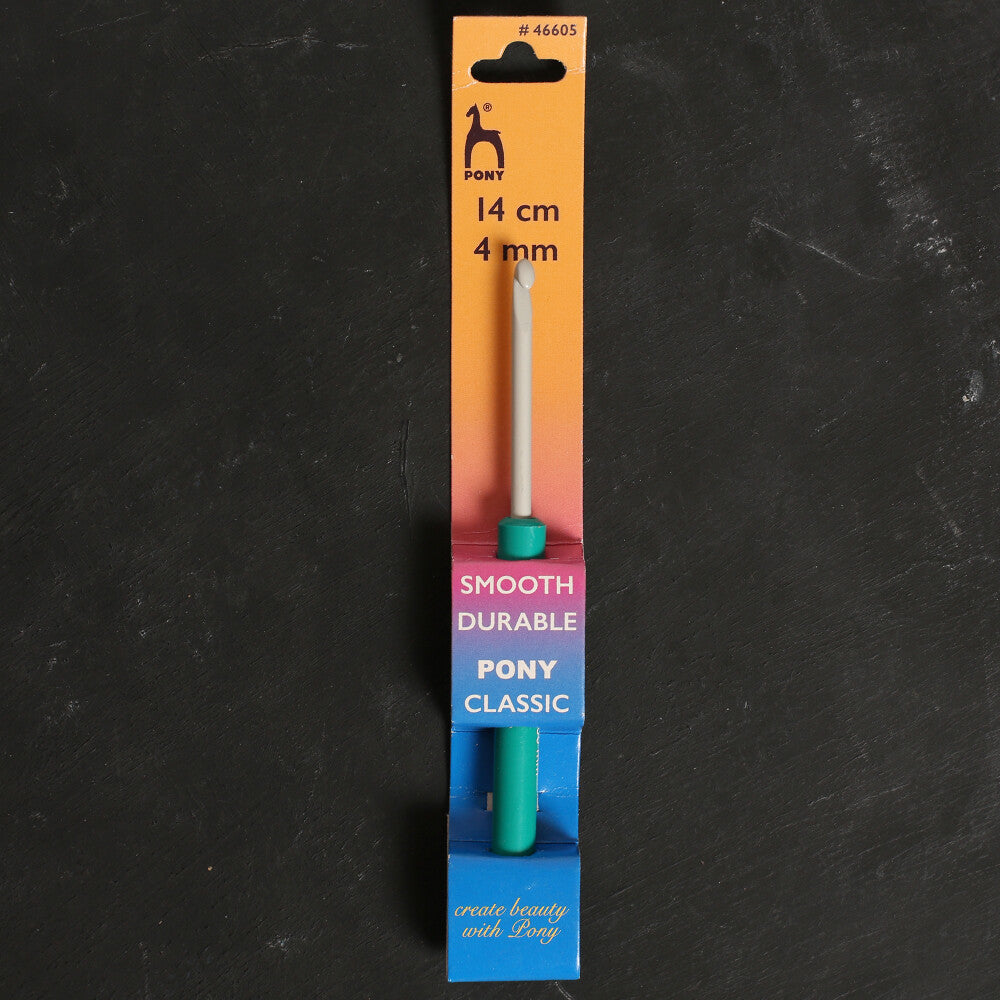 # 46605
®
PONY
14 cm
4 mm
SMOOTH
DURABLE
PONY
CLASSIC
create beauty
with Pony